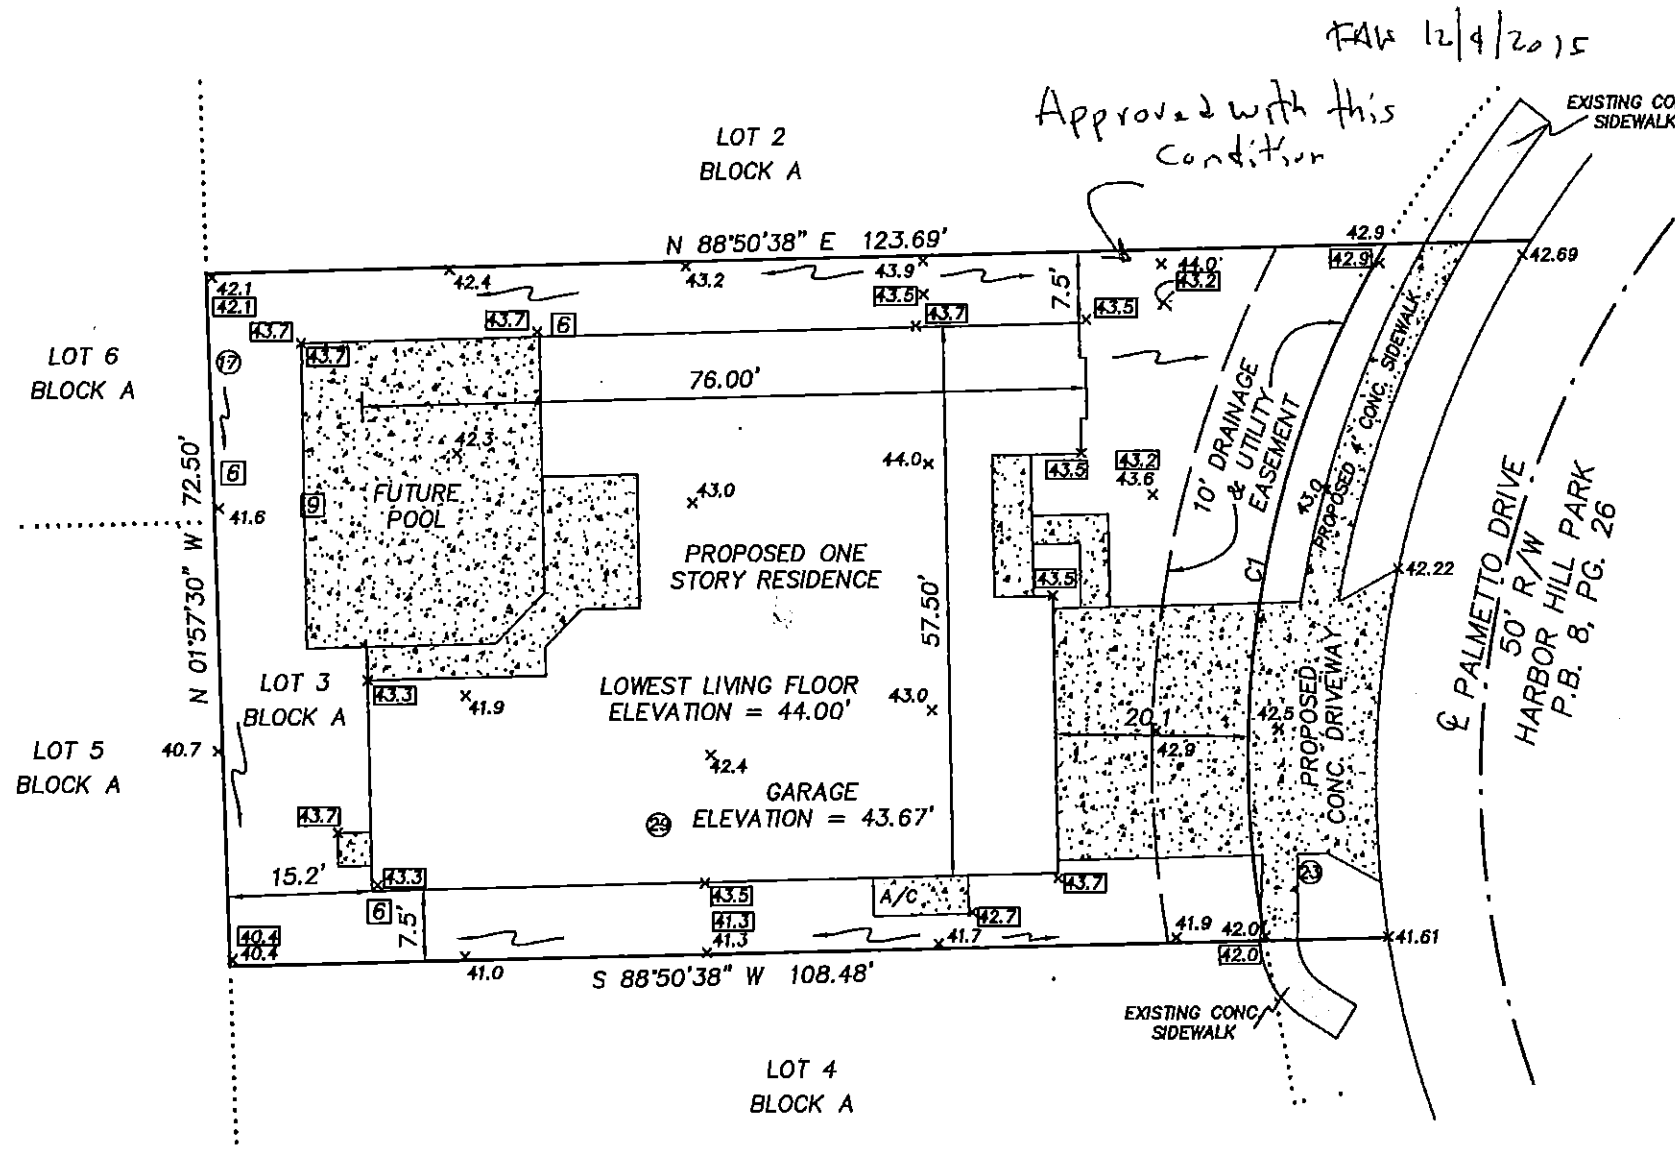 12/4/2015
Approved with this
Condition
EXISTING CO
SIDEWALK
LOT 2
BLOCK A
N 88°50'38" E 123.69'
42.9
42.9
42.69
42.1
42.1
42.4
43.2
43.9
43.5
44.0
43.2
7.5'
43.5
43.7
43.7
43.7
6
43.7
LOT 6
BLOCK A
17
76.00'
42.3
FUTURE
POOL
9
6
41.6
N 01°57'30" W 72.50'
44.0
43.0
43.5
43.2
43.6
10' DRAINAGE
& UTILITY
EASEMENT
43.0
PROPOSED 4' CONC. SIDEWALK
C1
42.22
PROPOSED ONE
STORY RESIDENCE
43.5
57.50'
℄ PALMETTO DRIVE
50' R/W
HARBOR HILL PARK
P.B. 8, PG. 26
LOT 3
BLOCK A
43.3
41.9
LOWEST LIVING FLOOR
ELEVATION = 44.00'
43.0
20.1'
42.5
42.9
PROPOSED
CONC. DRIVEWAY
LOT 5
BLOCK A
40.7
42.4
GARAGE
ELEVATION = 43.67'
29
43.7
15.2'
43.3
6
7.5'
43.5
41.3
41.3
A/C
42.7
43.7
23
40.4
40.4
41.0
41.7
41.9
42.0
42.0
41.61
S 88°50'38" W 108.48'
EXISTING CONC.
SIDEWALK
LOT 4
BLOCK A